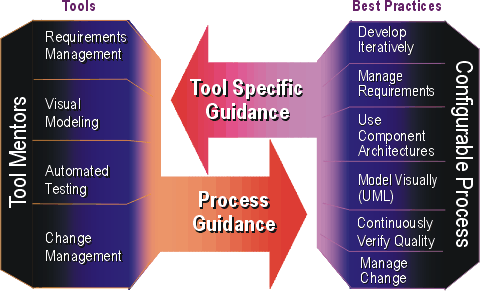 Tools
Best Practices
Tool Mentors
Requirements
Management
Visual
Modeling
Automated
Testing
Change
Management
Tool Specific
Guidance
Process
Guidance
Develop
Iteratively
Manage
Requirements
Use
Component
Architectures
Model Visually
(UML)
Continuously
Verify Quality
Manage
Change
Configurable Process